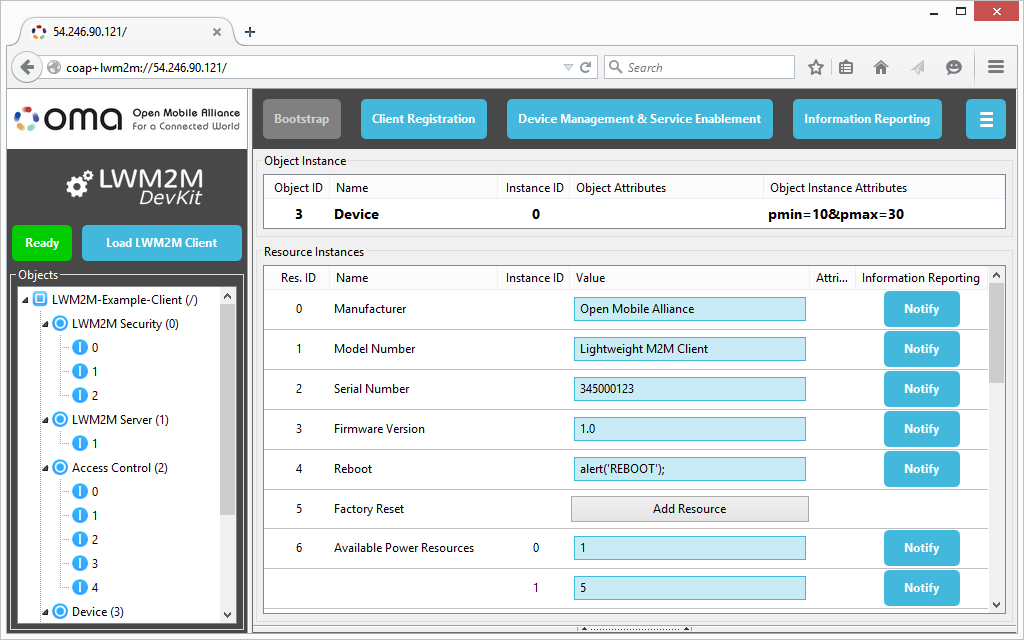 54.246.90.121/
coap+lwm2m://54.246.90.121/
Search
oma Open Mobile Alliance
For a Connected World
Bootstrap
Client Registration
Device Management & Service Enablement
Information Reporting
LWM2M
DevKit
Ready
Load LWM2M Client
Objects
LWM2M-Example-Client (/)
LWM2M Security (0)
0
1
2
LWM2M Server (1)
1
Access Control (2)
0
1
2
3
4
Device (3)
Object Instance
Object ID Name Instance ID Object Attributes Object Instance Attributes
3 Device 0 pmin=10&pmax=30
Resource Instances
Res. ID Name Instance ID Value Attri... Information Reporting
0 Manufacturer Open Mobile Alliance Notify
1 Model Number Lightweight M2M Client Notify
2 Serial Number 345000123 Notify
3 Firmware Version 1.0 Notify
4 Reboot alert('REBOOT'); Notify
5 Factory Reset Add Resource
6 Available Power Resources 0 1 Notify
1 5 Notify